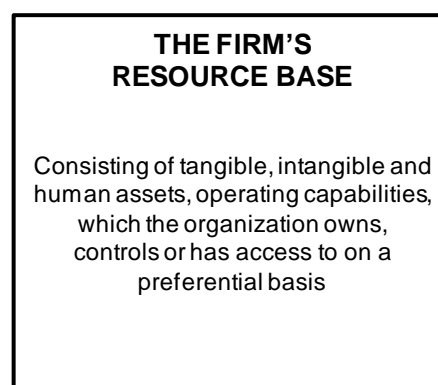 THE FIRM'S
RESOURCE BASE
Consisting of tangible, intangible and
human assets, operating capabilities,
which the organization owns,
controls or has access to on a
preferential basis